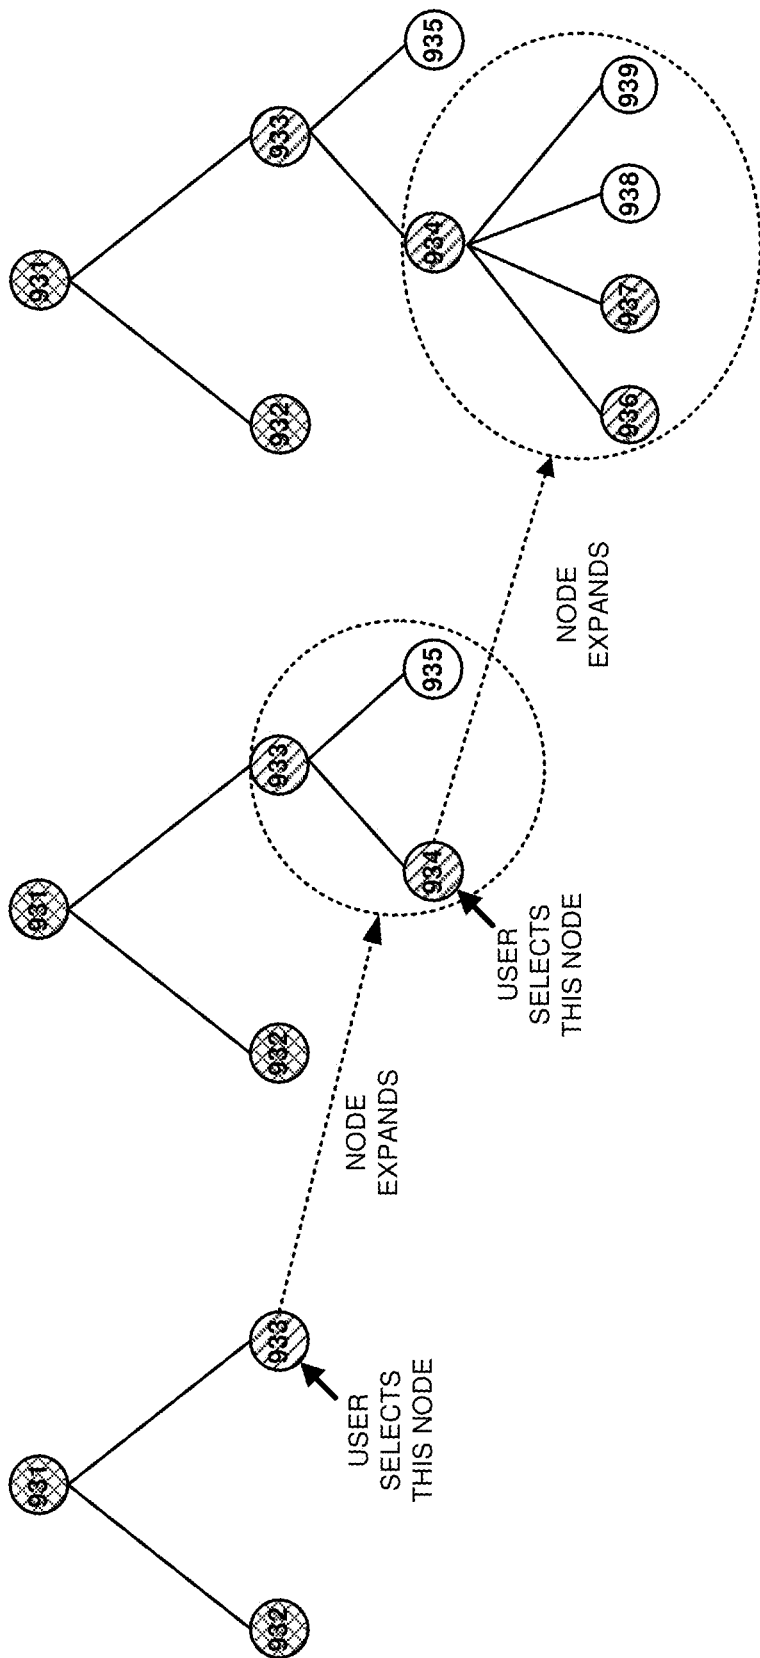 931
932
933
USER
SELECTS
THIS NODE
NODE
EXPANDS
931
932
933
934
935
USER
SELECTS
THIS NODE
NODE
EXPANDS
931
932
933
934
935
936
937
938
939